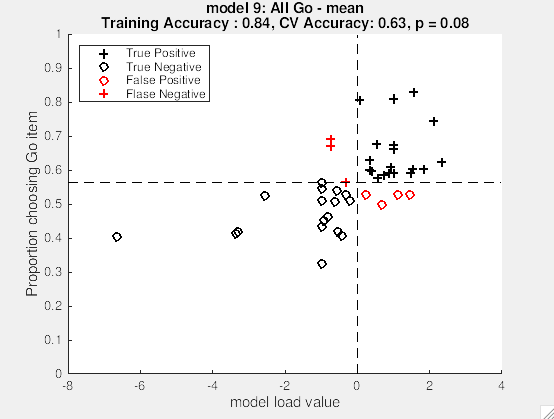 model 9: All Go - mean
Training Accuracy : 0.84, CV Accuracy: 0.63, p = 0.08
True Positive
True Negative
False Positive
Flase Negative
Proportion choosing Go item
1
0.9
0.8
0.7
0.6
0.5
0.4
0.3
0.2
0.1
0
-8
-6
-4
-2
0
2
4
model load value